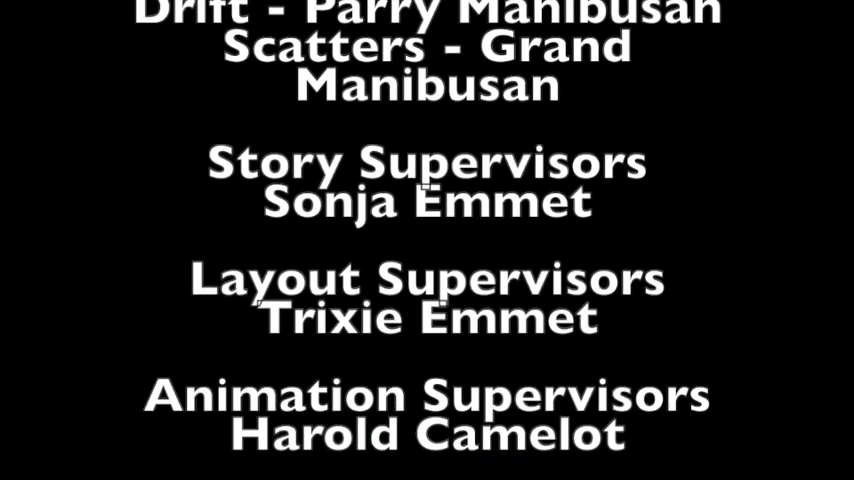 Drift - Parry Manibusan
Scatters - Grand
Manibusan
Story Supervisors
Sonja Emmet
Layout Supervisors
Trixie Emmet
Animation Supervisors
Harold Camelot